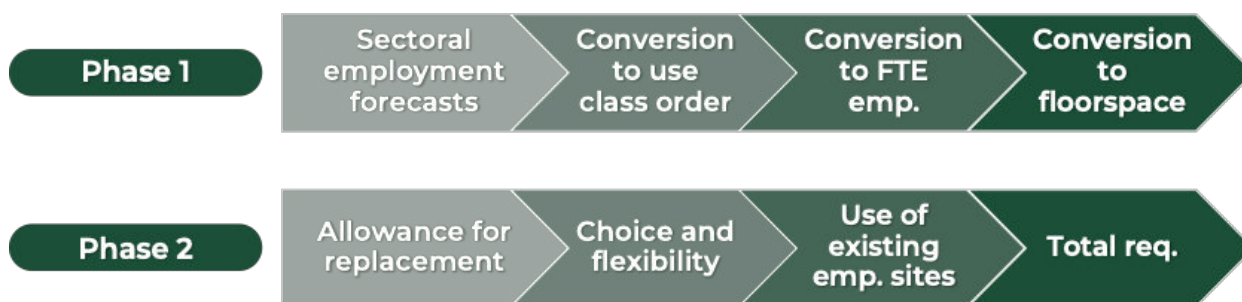 Phase 1
Sectoral
employment
forecasts
Conversion
to use
class order
Conversion
to FTE
emp.
Conversion
to
floorspace
Phase 2
Allowance for
replacement
Choice and
flexibility
Use of
existing
emp. sites
Total req.